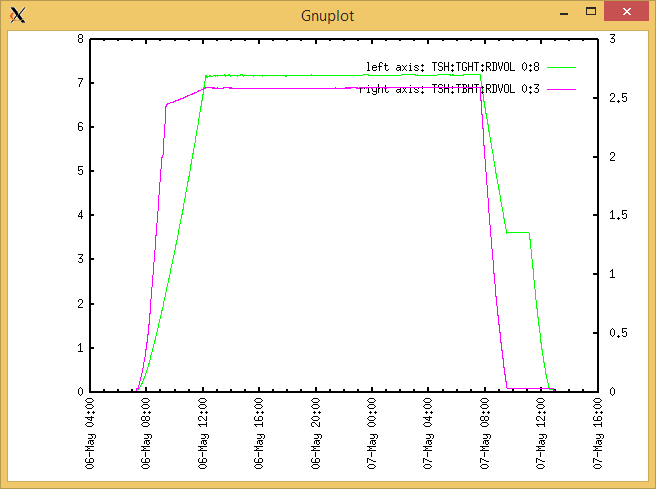 Gnuplot
8
7
6
5
4
3
2
1
0
3
2.5
2
1.5
1
0.5
0
left axis: TSH:TGHT:RDVOL 0:8
right axis: TSH:TBHT:RDVOL 0:3
06-May 04:00
06-May 08:00
06-May 12:00
06-May 16:00
06-May 20:00
07-May 00:00
07-May 04:00
07-May 08:00
07-May 12:00
07-May 16:00